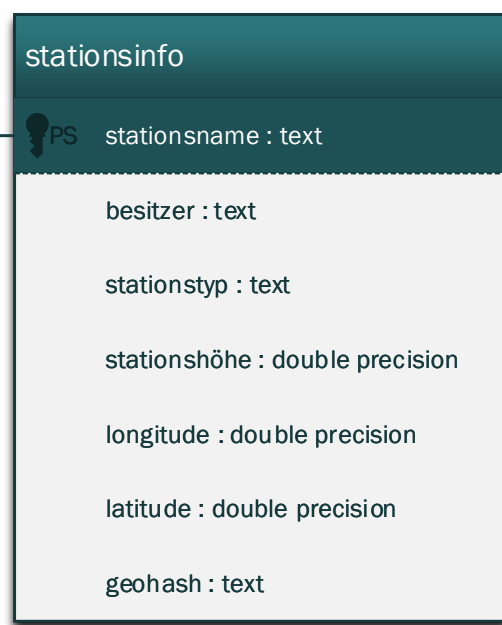 stationsinfo
PS stationsname : text
besitzer : text
stationstyp : text
stationshöhe : double precision
longitude : double precision
latitude : double precision
geohash : text